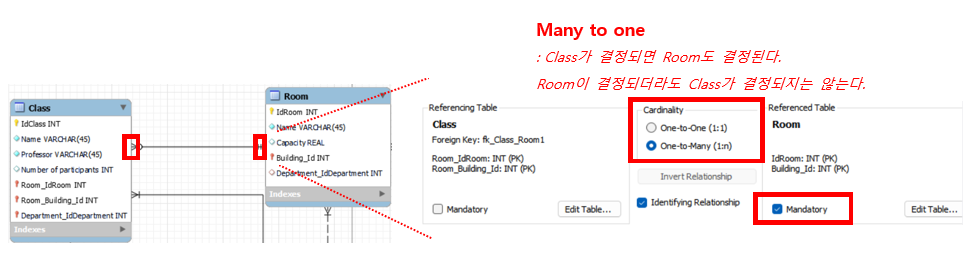 Many to one
: Class가 결정되면 Room도 결정된다.
Room이 결정되더라도 Class가 결정되지는 않는다.
Class
IdClass INT
Name VARCHAR(45)
Professor VARCHAR(45)
Number of participants INT
Room_IdRoom INT
Room_Building_Id INT
Department_IdDepartment INT
Indexes
Room
IdRoom INT
Name VARCHAR(45)
Capacity REAL
Building_Id INT
Department_IdDepartment INT
Indexes
Referencing Table
Class
Foreign Key: fk_Class_Room1
Room_IdRoom: INT (PK)
Room_Building_Id: INT (PK)
Mandatory
Edit Table...
Cardinality
One-to-One (1:1)
One-to-Many (1:n)
Invert Relationship
Identifying Relationship
Referenced Table
Room
IdRoom: INT (PK)
Building_Id: INT (PK)
Mandatory
Edit Table...